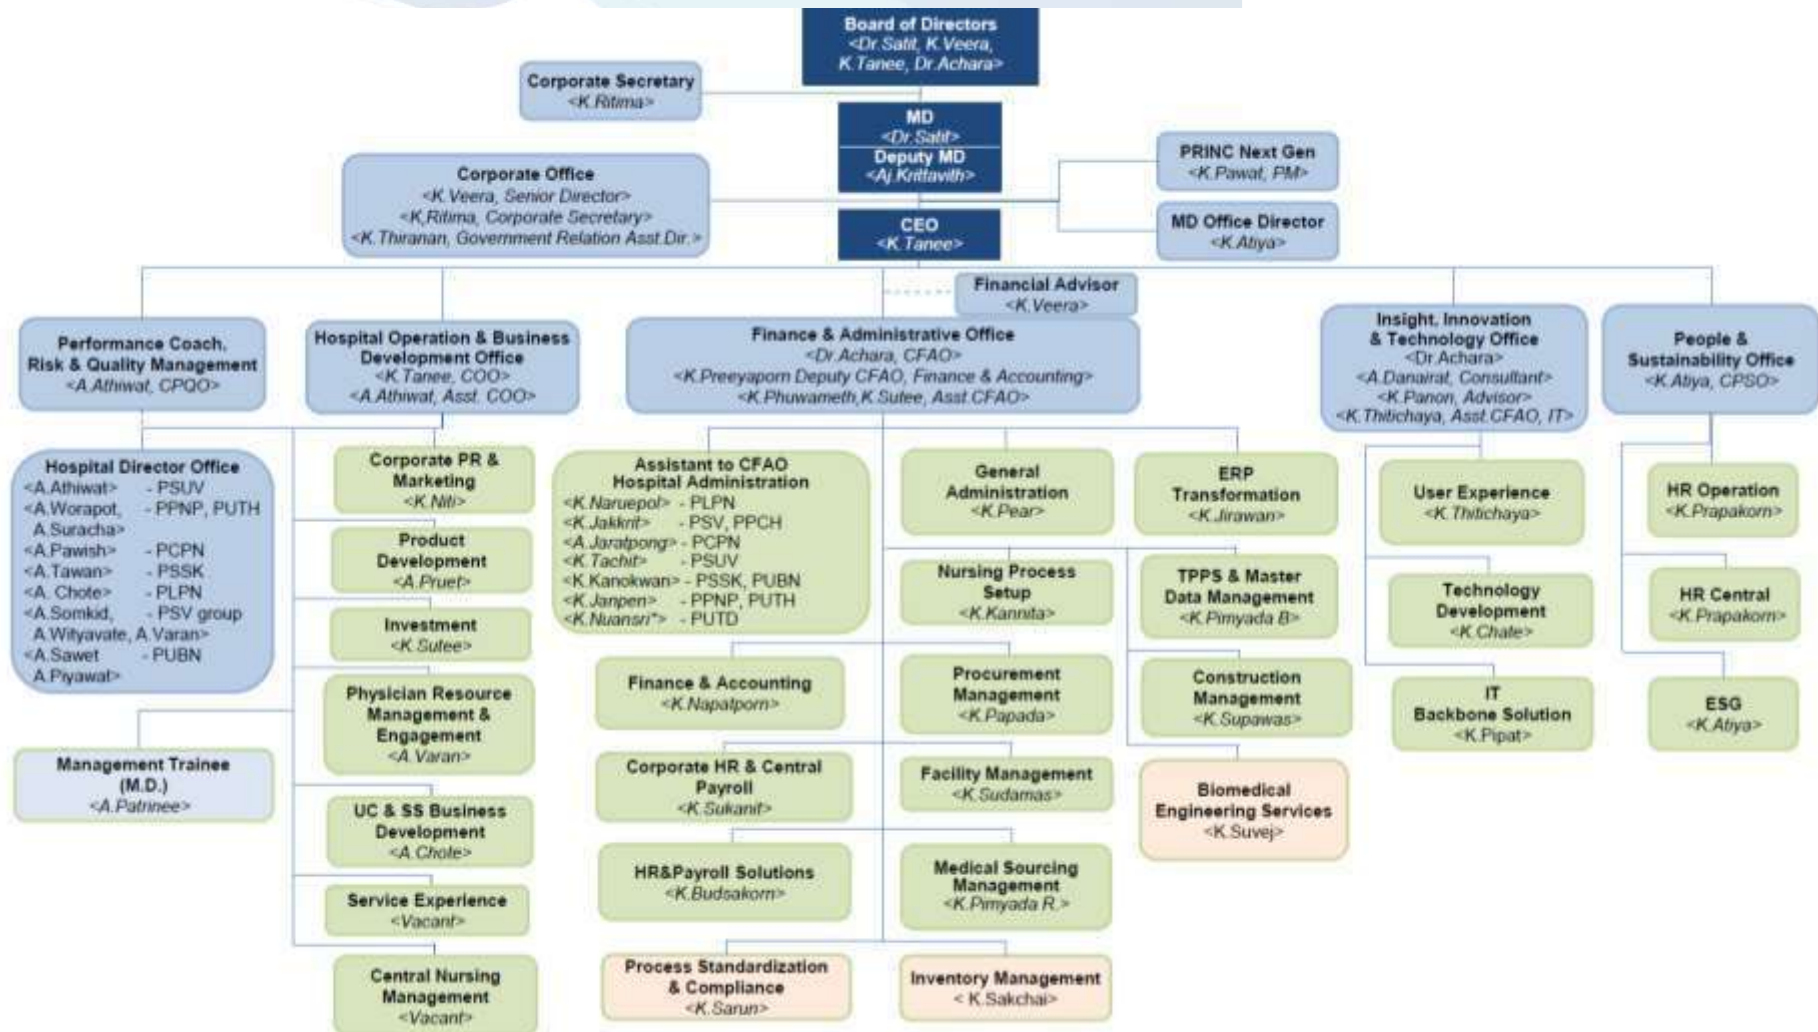 Board of Directors
<Dr.Satit, K.Veera,
K.Tanee, Dr.Achara>
Corporate Secretary
<K.Ritima>
MD
<Dr.Satit>
Deputy MD
<Aj.Krittavith>
PRINC Next Gen
<K.Pawat, PM>
Corporate Office
<K.Veera, Senior Director>
<K,Ritima, Corporate Secretary>
<K.Thiranan, Government Relation Asst.Dir.>
MD Office Director
<K.Atiya>
CEO
<K.Tanee>
Financial Advisor
<K.Veera>
Performance Coach,
Risk & Quality Management
<A.Athiwat, CPQO>
Hospital Operation & Business
Development Office
<K.Tanee, COO>
<A.Athiwat, Asst. COO>
Finance & Administrative Office
<Dr.Achara, CFAO>
<K.Preeyaporn Deputy CFAO, Finance & Accounting>
<K.Phuwameth,K.Sutee, Asst.CFAO>
Insight, Innovation
& Technology Office
<Dr.Achara>
<A.Danairat, Consultant>
<K.Panon, Advisor>
<K.Thitichaya, Asst.CFAO, IT>
People &
Sustainability Office
<K.Atiya, CPSO>
Hospital Director Office
<A.Athiwat> - PSUV
<A.Worapot, - PPNP, PUTH
A.Suracha>
<A.Pawish> - PCPN
<A.Tawan> - PSSK
<A. Chote> - PLPN
<A.Somkid, - PSV group
A.Wityavate, A.Varan>
<A.Sawet - PUBN
A.Piyawat>
Management Trainee
(M.D.)
<A.Patrinee>
Corporate PR &
Marketing
<K.Niti>
Product
Development
<A.Pruet>
Investment
<K.Sutee>
Physician Resource
Management &
Engagement
<A.Varan>
UC & SS Business
Development
<A.Chote>
Service Experience
<Vacant>
Central Nursing
Management
<Vacant>
Assistant to CFAO
Hospital Administration
<K.Naruepol> - PLPN
<K.Jakkrit> - PSV, PPCH
<A.Jaratpong> - PCPN
<K.Tachit> - PSUV
<K.Kanokwan> - PSSK, PUBN
<K.Janpen> - PPNP, PUTH
<K.Nuansri*> - PUTD
General
Administration
<K.Pear>
ERP
Transformation
<K.Jirawan>
Nursing Process
Setup
<K.Kannita>
TPPS & Master
Data Management
<K.Pimyada B>
Finance & Accounting
<K.Napatporn>
Procurement
Management
<K.Papada>
Construction
Management
<K.Supawas>
Corporate HR & Central
Payroll
<K.Sukanit>
Facility Management
<K.Sudamas>
Biomedical
Engineering Services
<K.Suvej>
HR&Payroll Solutions
<K.Budsakorn>
Medical Sourcing
Management
<K.Pimyada R.>
Process Standardization
& Compliance
<K.Sarun>
Inventory Management
< K.Sakchai>
User Experience
<K.Thitichaya>
Technology
Development
<K.Chate>
IT
Backbone Solution
<K.Pipat>
HR Operation
<K.Prapakorn>
HR Central
<K.Prapakorn>
ESG
<K.Atiya>